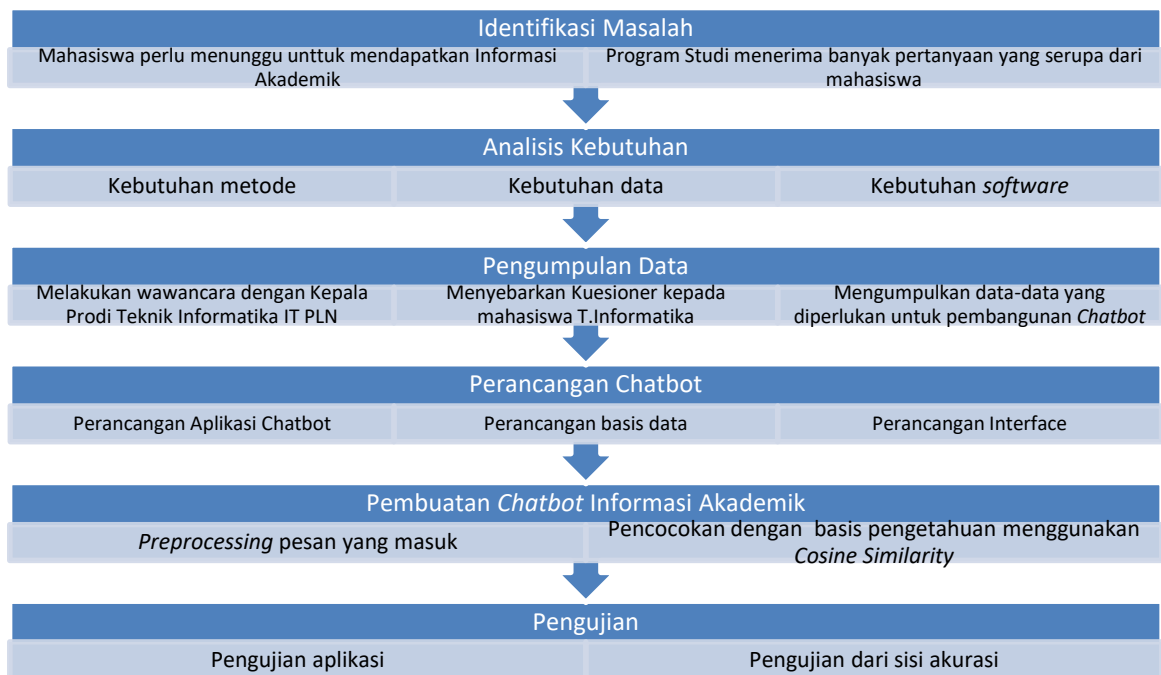 Identifikasi Masalah
Mahasiswa perlu menunggu unttuk mendapatkan Informasi
Akademik
Program Studi menerima banyak pertanyaan yang serupa dari
mahasiswa
Analisis Kebutuhan
Kebutuhan metode
Kebutuhan data
Kebutuhan software
Pengumpulan Data
Melakukan wawancara dengan Kepala
Prodi Teknik Informatika IT PLN
Menyebarkan Kuesioner kepada
mahasiswa T.Informatika
Mengumpulkan data-data yang
diperlukan untuk pembangunan Chatbot
Perancangan Chatbot
Perancangan Aplikasi Chatbot
Perancangan basis data
Perancangan Interface
Pembuatan Chatbot Informasi Akademik
Preprocessing pesan yang masuk
Pencocokan dengan  basis pengetahuan menggunakan
Cosine Similarity
Pengujian
Pengujian aplikasi
Pengujian dari sisi akurasi